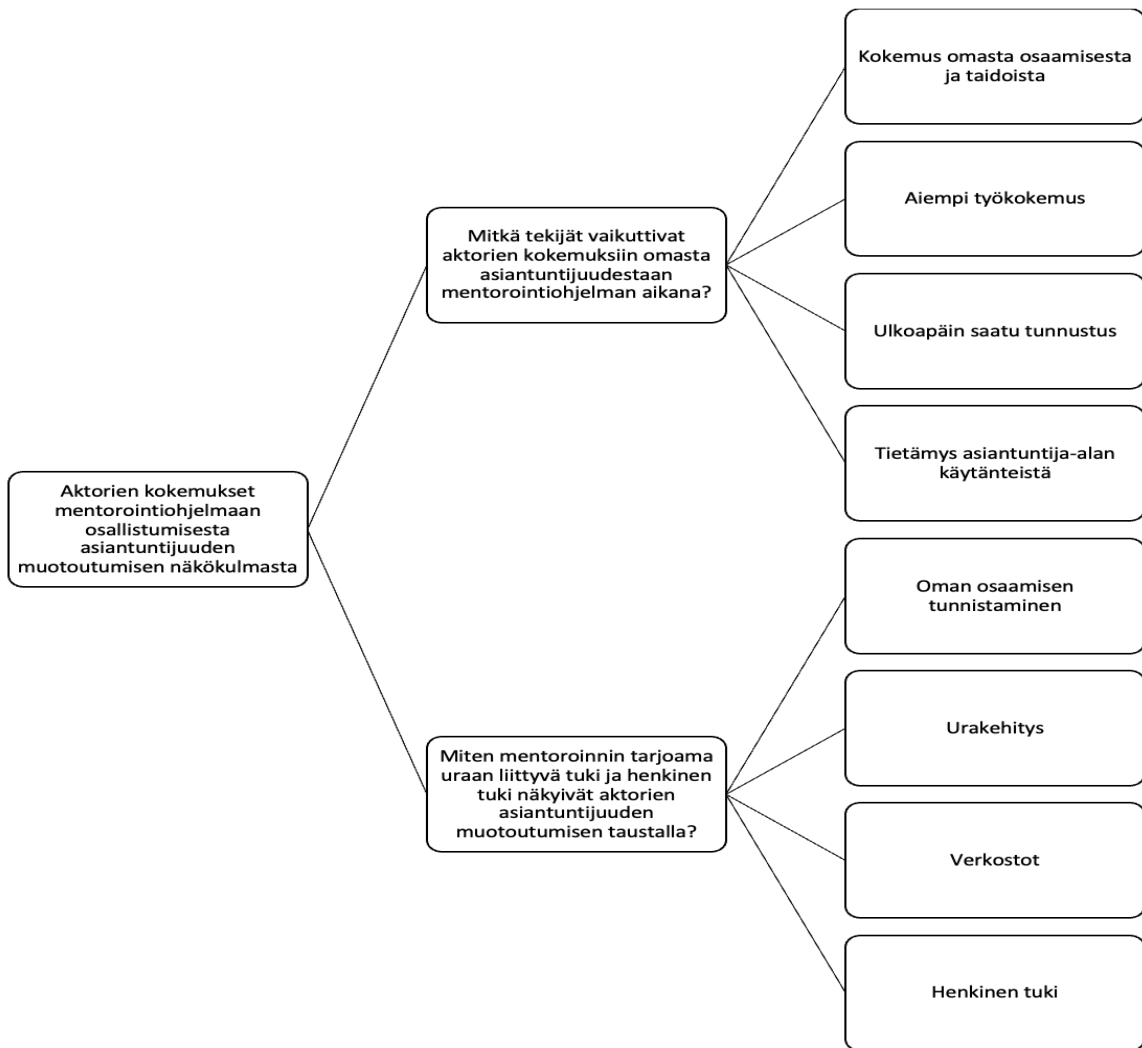 Aktorien kokemukset
mentorointiohjelmaan
osallistumisesta
asiantuntijuuden
muotoutumisen näkökulmasta
Mitkä tekijät vaikuttivat
aktorien kokemuksiin omasta
asiantuntijuudestaan
mentorointiohjelman aikana?
Kokemus omasta osaamisesta
ja taidoista
Aiempi työkokemus
Ulkoapäin saatu tunnustus
Tietämys asiantuntija-alan
käytänteistä
Miten mentoroinnin tarjoama
uraan liittyvä tuki ja henkinen
tuki näkyivät aktorien
asiantuntijuuden
muotoutumisen taustalla?
Oman osaamisen
tunnistaminen
Urakehitys
Verkostot
Henkinen tuki